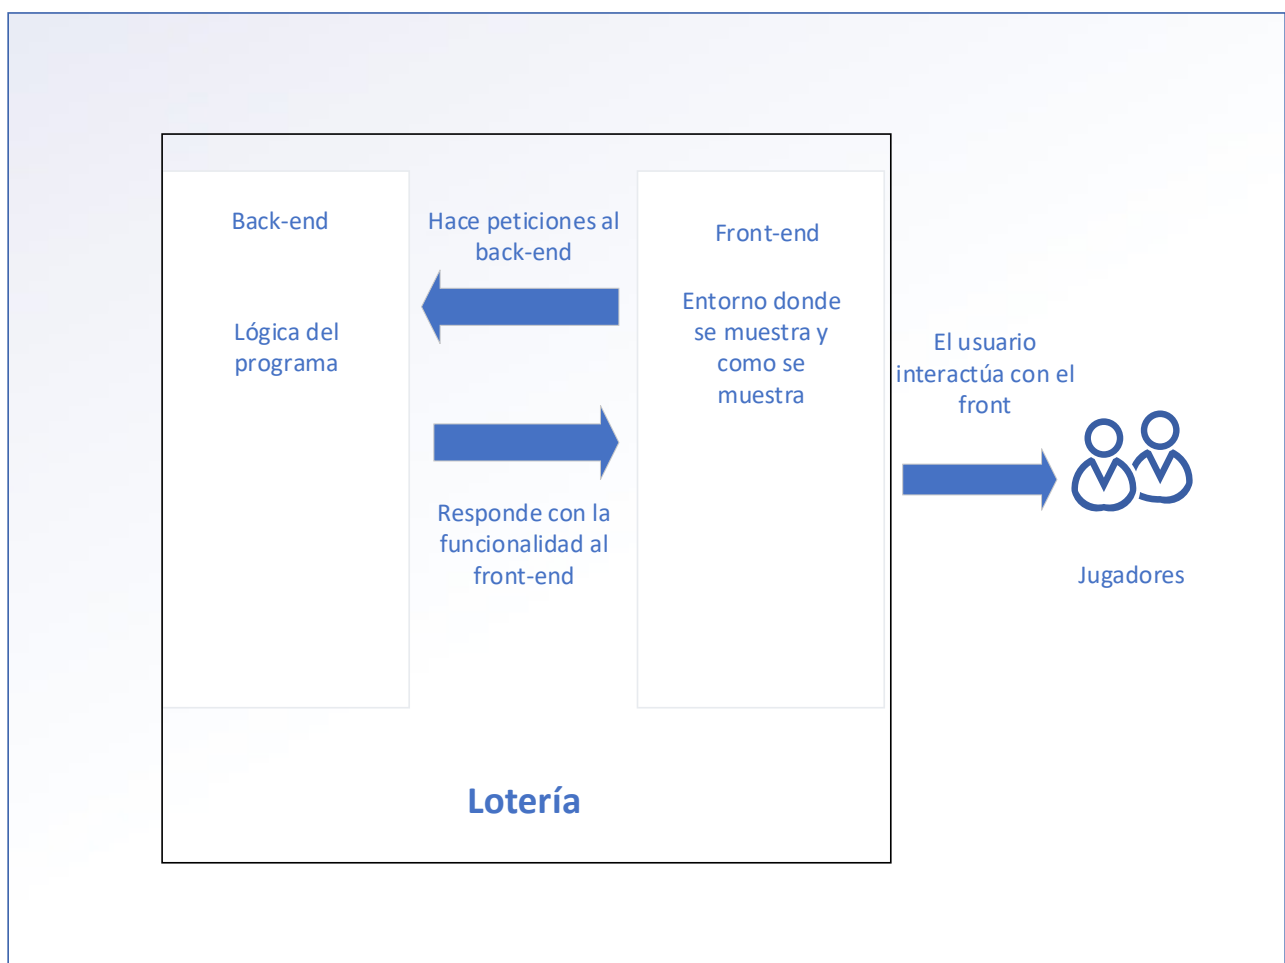 Back-end
Lógica del
programa
Hace peticiones al
back-end
Responde con la
funcionalidad al
front-end
Front-end
Entorno donde
se muestra y
como se
muestra
El usuario
interactúa con el
front
Jugadores
Lotería